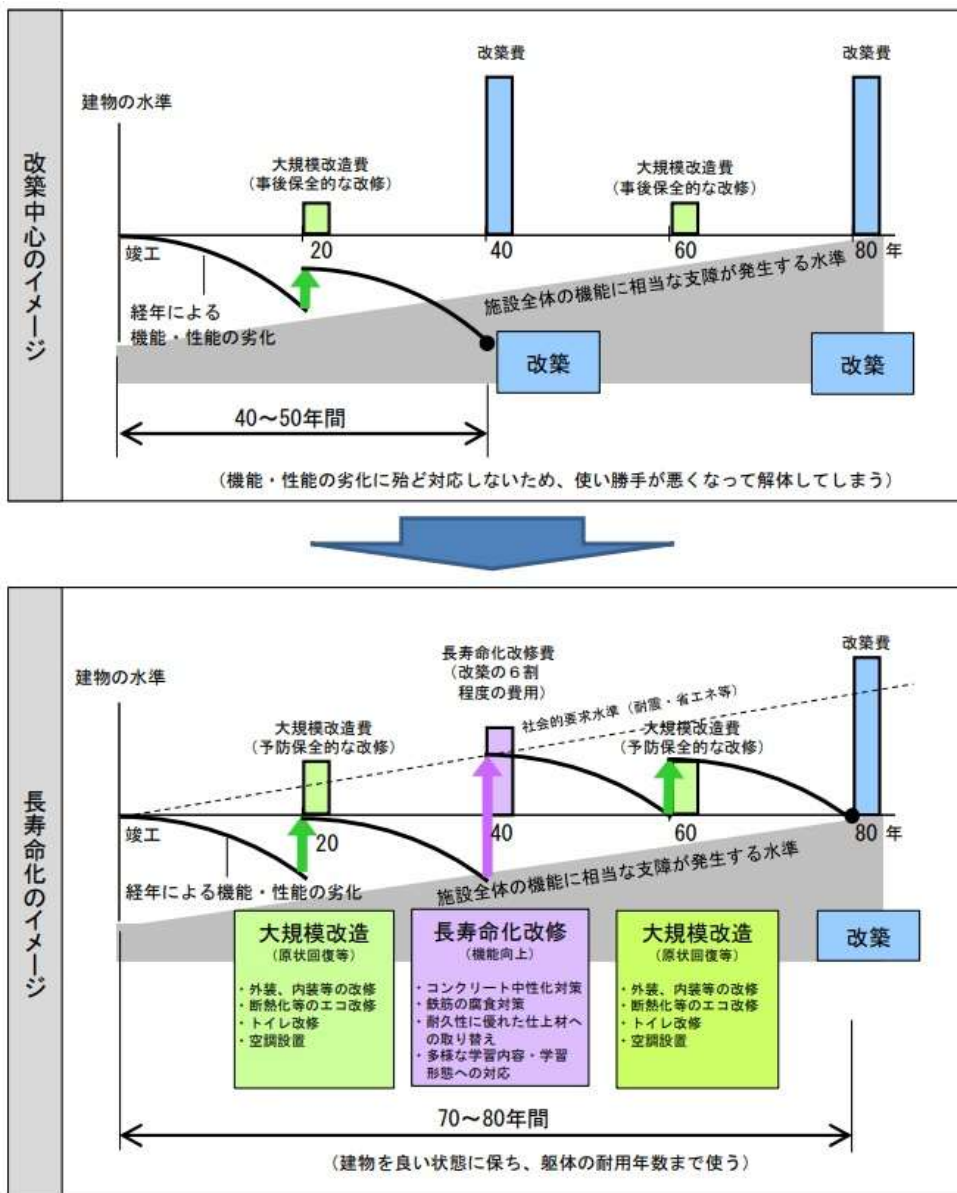 改築中心のイメージ
改築費
改築費
建物の水準
大規模改造費
（事後保全的な改修）
大規模改造費
（事後保全的な改修）
竣工
20
40
60
80 年
施設全体の機能に相当な支障が発生する水準
経年による
機能・性能の劣化
改築
改築
40～50年間
（機能・性能の劣化に殆ど対応しないため、使い勝手が悪くなって解体してしまう）
長寿命化のイメージ
改築費
長寿命化改修費
（改築の６割
程度の費用）
建物の水準
社会的要求水準（耐震・省エネ等）
大規模改造費
（予防保全的な改修）
大規模改造費
（予防保全的な改修）
竣工
20
40
60
80 年
経年による機能・性能の劣化
施設全体の機能に相当な支障が発生する水準
大規模改造
（原状回復等）
・外装、内装等の改修
・断熱化等のエコ改修
・トイレ改修
・空調設置
長寿命化改修
（機能向上）
・コンクリート中性化対策
・鉄筋の腐食対策
・耐久性に優れた仕上材へ
の取り替え
・多様な学習内容・学習
形態への対応
大規模改造
（原状回復等）
・外装、内装等の改修
・断熱化等のエコ改修
・トイレ改修
・空調設置
改築
70～80年間
（建物を良い状態に保ち、躯体の耐用年数まで使う）